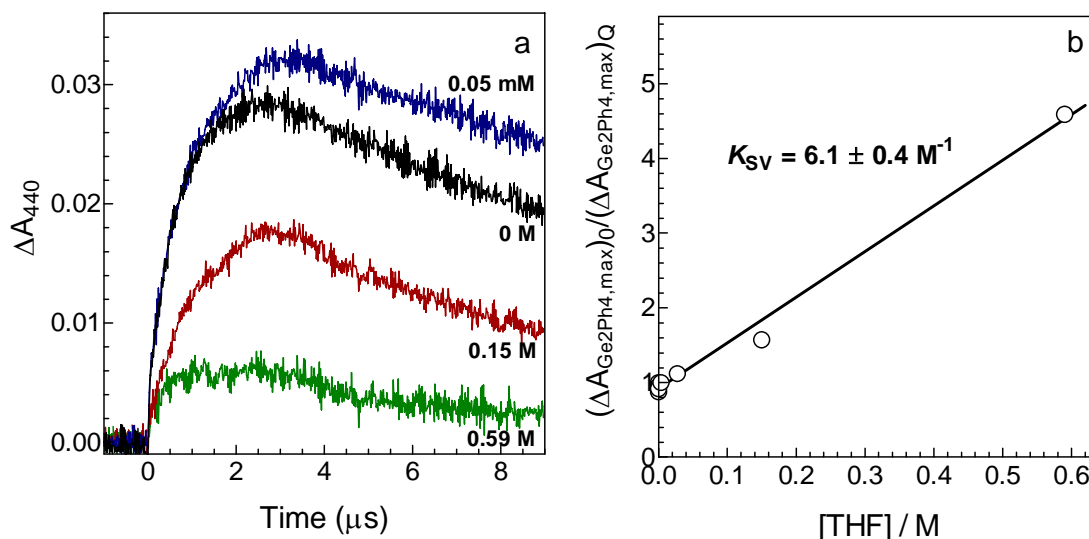 a
0.05 mM
0 M
0.15 M
0.59 M
0.03
0.02
0.01
0.00
ΔA440
0 2 4 6 8
Time (μs)
b
KSV = 6.1 ± 0.4 M-1
5
4
3
2
1
0
(ΔAGe2Ph4,max)0/(ΔAGe2Ph4,max)Q
0.0 0.1 0.2 0.3 0.4 0.5 0.6
[THF] / M